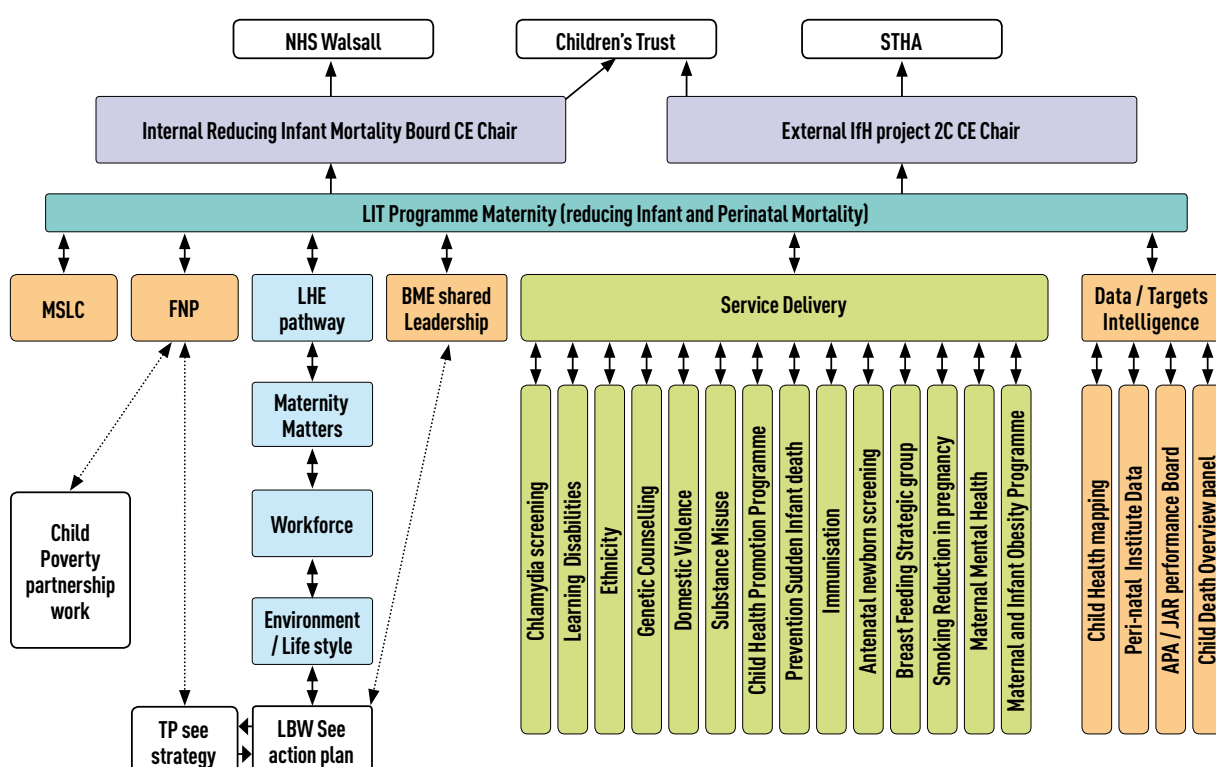 NHS Walsall
Children's Trust
STHA
Internal Reducing Infant Mortality Bourd CE Chair
External IfH project 2C CE Chair
LIT Programme Maternity (reducing Infant and Perinatal Mortality)
MSLC
FNP
LHE
pathway
BME shared
Leadership
Service Delivery
Data / Targets
Intelligence
Maternity
Matters
Workforce
Environment
/ Life style
Child
Poverty
partnership
work
TP see
strategy
LBW See
action plan
Chlamydia screening
Learning Disabilities
Ethnicity
Genetic Counselling
Domestic Violence
Substance Misuse
Child Health Promotion Programme
Prevention Sudden Infant death
Immunisation
Antenatal newborn screening
Breast Feeding Strategic group
Smoking Reduction in pregnancy
Maternal Mental Health
Maternal and Infant Obesity Programme
Child Health mapping
Peri-natal Institute Data
APA / JAR performance Board
Child Death Overview panel